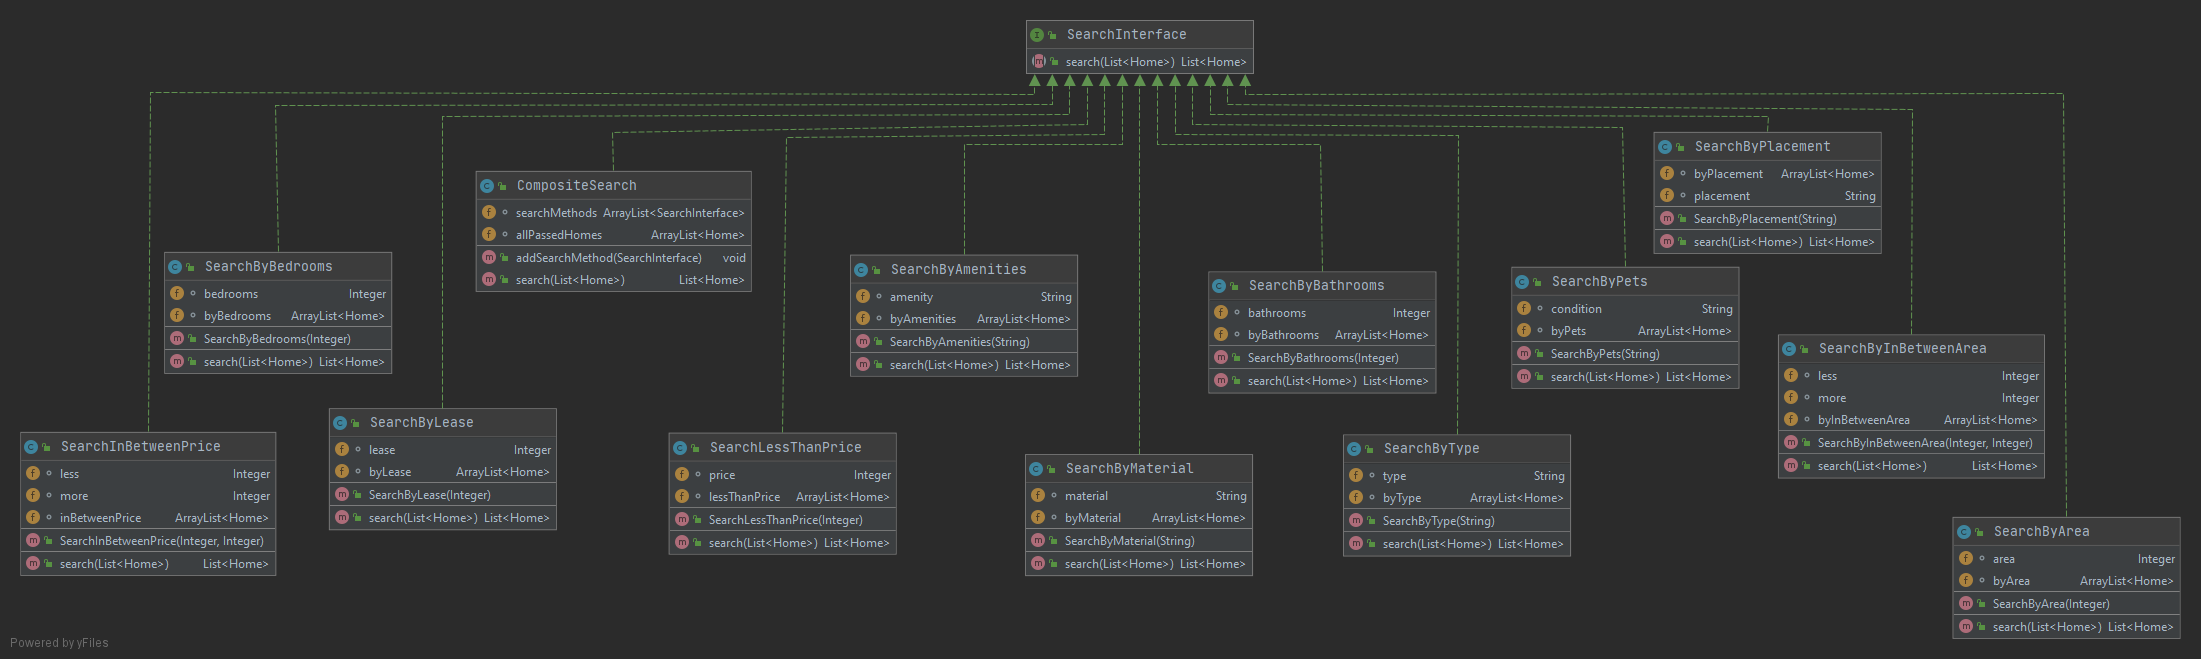 SearchInterface
search(List<Home>) List<Home>
SearchByPlacement
byPlacement ArrayList<Home>
placement String
SearchByPlacement(String)
search(List<Home>) List<Home>
CompositeSearch
searchMethods ArrayList<SearchInterface>
allPassedHomes ArrayList<Home>
addSearchMethod(SearchInterface) void
search(List<Home>) List<Home>
SearchByBedrooms
bedrooms Integer
byBedrooms ArrayList<Home>
SearchByBedrooms(Integer)
search(List<Home>) List<Home>
SearchByAmenities
amenity String
byAmenities ArrayList<Home>
SearchByAmenities(String)
search(List<Home>) List<Home>
SearchByBathrooms
bathrooms Integer
byBathrooms ArrayList<Home>
SearchByBathrooms(Integer)
search(List<Home>) List<Home>
SearchByPets
condition String
byPets ArrayList<Home>
SearchByPets(String)
search(List<Home>) List<Home>
SearchByInBetweenArea
less Integer
more Integer
byInBetweenArea ArrayList<Home>
SearchByInBetweenArea(Integer, Integer)
search(List<Home>) List<Home>
SearchInBetweenPrice
less Integer
more Integer
inBetweenPrice ArrayList<Home>
SearchInBetweenPrice(Integer, Integer)
search(List<Home>) List<Home>
SearchByLease
lease Integer
byLease ArrayList<Home>
SearchByLease(Integer)
search(List<Home>) List<Home>
SearchLessThanPrice
price Integer
lessThanPrice ArrayList<Home>
SearchLessThanPrice(Integer)
search(List<Home>) List<Home>
SearchByMaterial
material String
byMaterial ArrayList<Home>
SearchByMaterial(String)
search(List<Home>) List<Home>
SearchByType
type String
byType ArrayList<Home>
SearchByType(String)
search(List<Home>) List<Home>
SearchByArea
area Integer
byArea ArrayList<Home>
SearchByArea(Integer)
search(List<Home>) List<Home>
Powered by yFiles